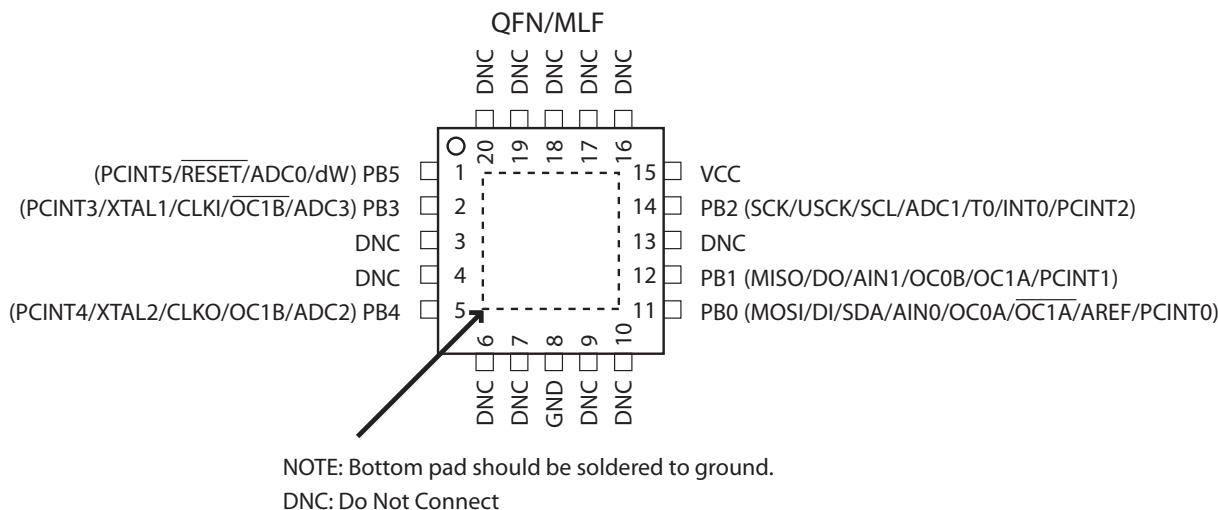 QFN/MLF
DNC
DNC
DNC
DNC
DNC
20
19
18
17
16
(PCINT5/RESET/ADC0/dW) PB5
1
15
VCC
(PCINT3/XTAL1/CLKI/OC1B/ADC3) PB3
2
14
PB2 (SCK/USCK/SCL/ADC1/T0/INT0/PCINT2)
DNC
3
13
DNC
DNC
4
12
PB1 (MISO/DO/AIN1/OC0B/OC1A/PCINT1)
(PCINT4/XTAL2/CLKO/OC1B/ADC2) PB4
5
11
PB0 (MOSI/DI/SDA/AIN0/OC0A/OC1A/AREF/PCINT0)
6
7
8
9
10
DNC
DNC
GND
DNC
DNC
NOTE: Bottom pad should be soldered to ground.
DNC: Do Not Connect